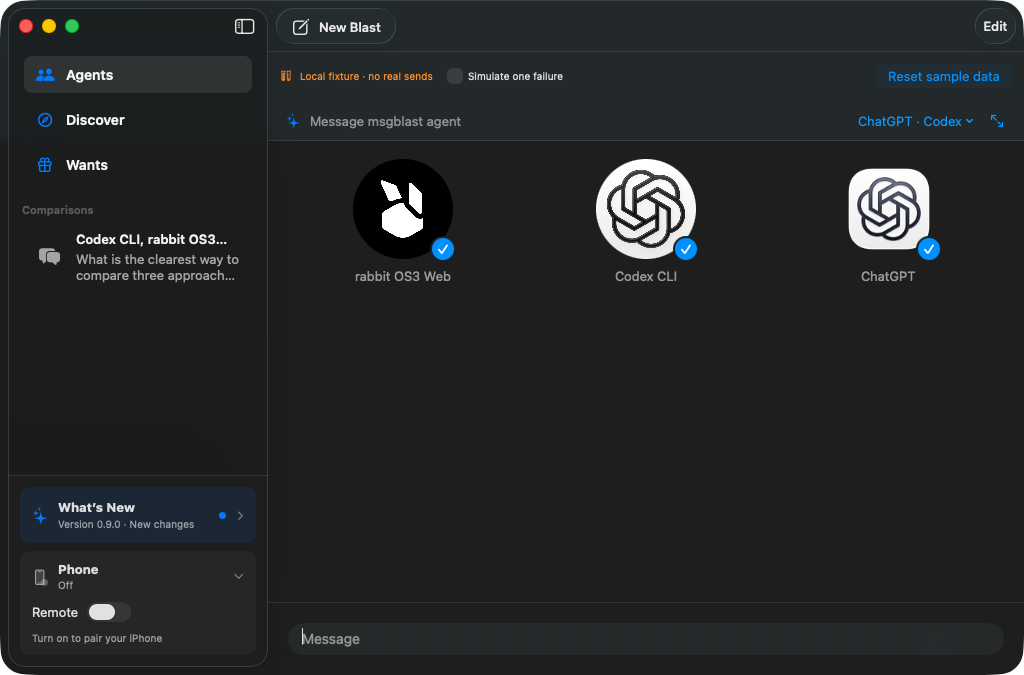 New Blast
Edit
Agents
Discover
Wants
Comparisons
Codex CLI, rabbit OS3...
What is the clearest way to
compare three approach...
What's New
Version 0.9.0 · New changes
Phone
Off
Remote
Turn on to pair your iPhone
Local fixture · no real sends
Simulate one failure
Reset sample data
Message msgblast agent
ChatGPT · Codex
rabbit OS3 Web
Codex CLI
ChatGPT
Message